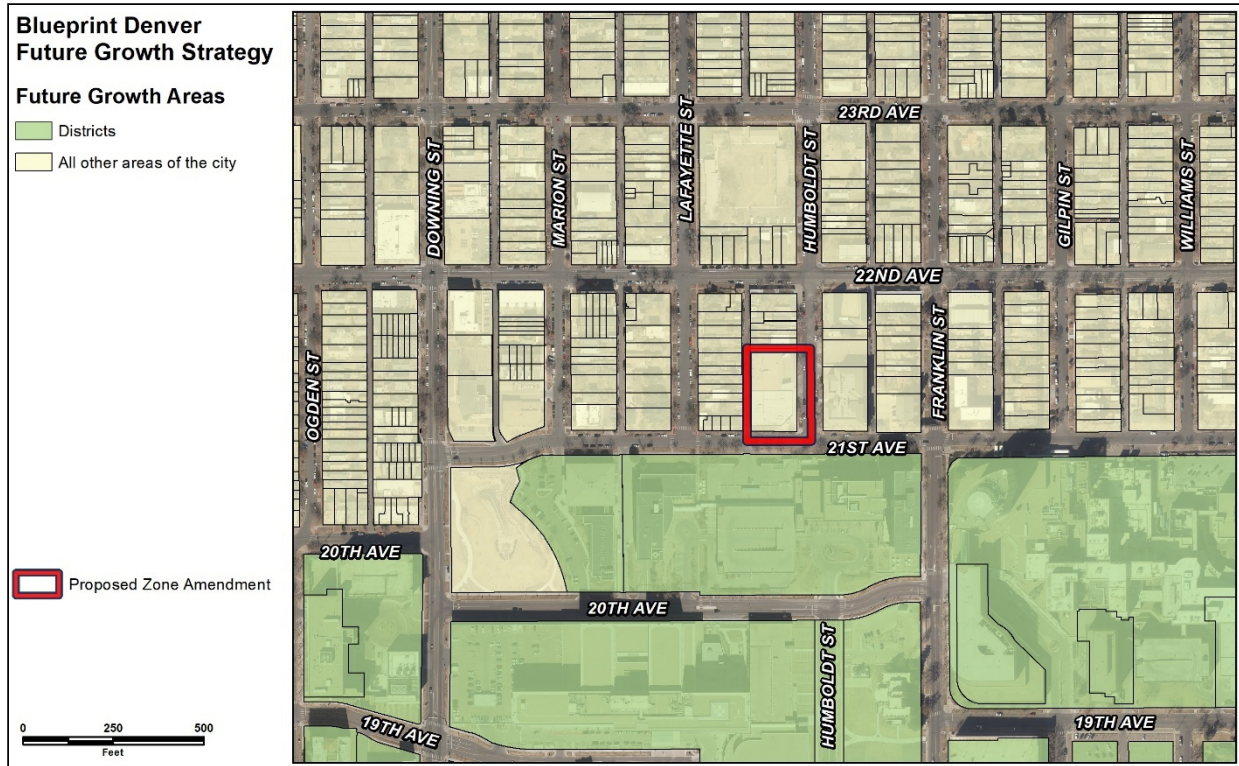 Blueprint Denver
Future Growth Strategy
Future Growth Areas
Districts
All other areas of the city
Proposed Zone Amendment
0 250 500
Feet
23RD AVE
DOWNING ST
MARION ST
LAFAYETTE ST
HUMBOLDT ST
GILPIN ST
WILLIAMS ST
22ND AVE
OGDEN ST
FRANKLIN ST
21ST AVE
20TH AVE
20TH AVE
HUMBOLDT ST
19TH AVE
19TH AVE